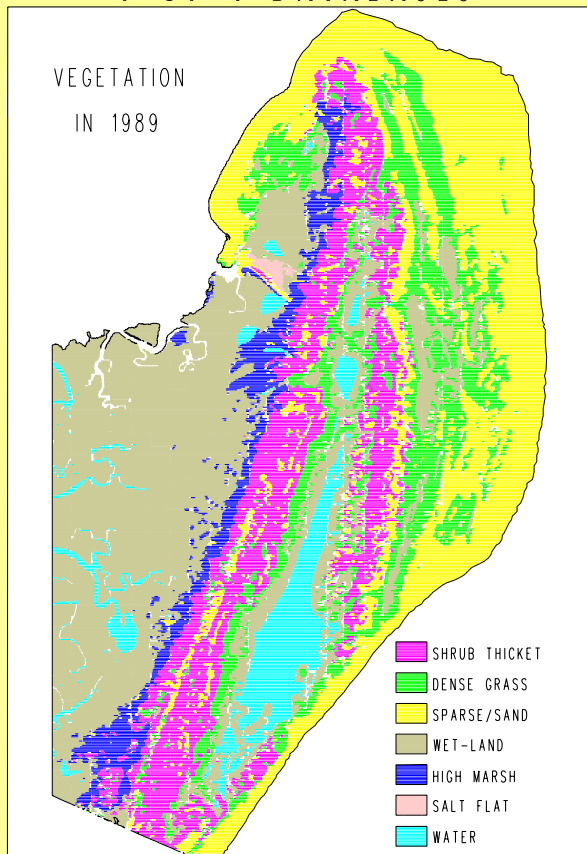 VEGETATION
IN 1989
SHRUB THICKET
DENSE GRASS
SPARSE/SAND
WET-LAND
HIGH MARSH
SALT FLAT
WATER